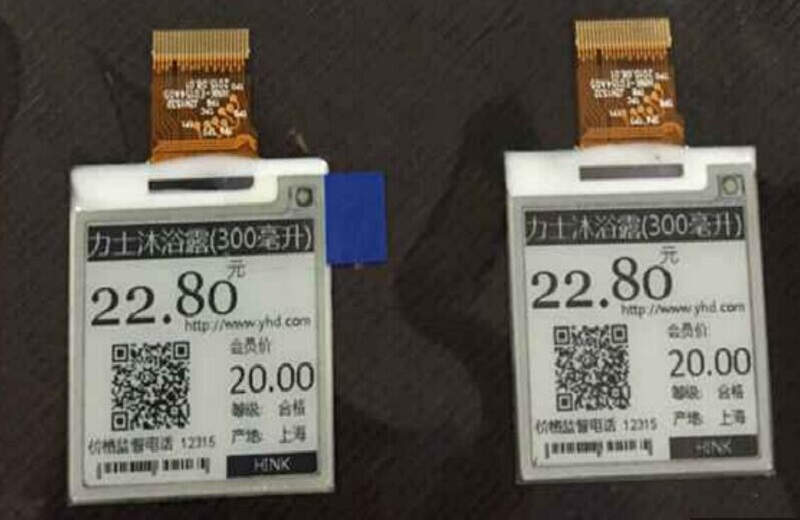 力士沐浴露(300毫升)
元
22.80
http://www.yhd.com
会员价
20.00
等级: 合格
产地: 上海
价格监督电话 12315
HINK
力士沐浴露(300毫升)
元
22.80
http://www.yhd.com
会员价
20.00
等级: 合格
产地: 上海
价格监督电话 12315
HINK